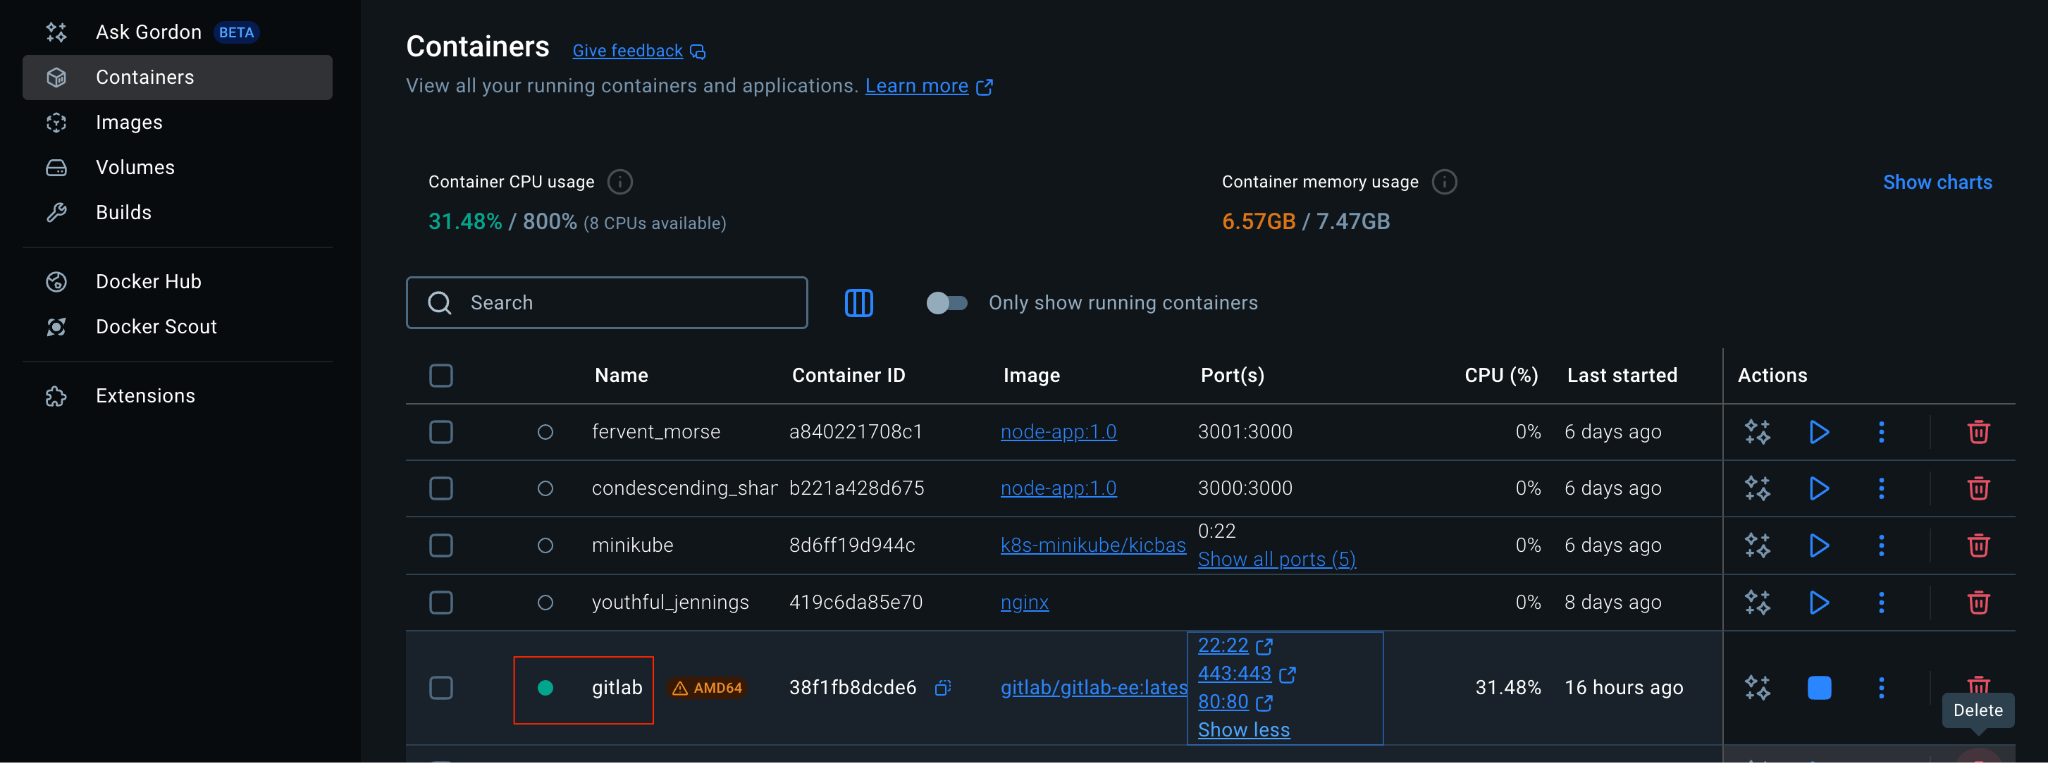 Ask Gordon BETA
Containers
Images
Volumes
Builds
Docker Hub
Docker Scout
Extensions
Containers Give feedback
View all your running containers and applications. Learn more
Container CPU usage
31.48% / 800% (8 CPUs available)
Container memory usage
6.57GB / 7.47GB
Show charts
Search
Only show running containers
Name Container ID Image Port(s) CPU (%) Last started Actions
fervent_morse a840221708c1 node-app:1.0 3001:3000 0% 6 days ago
condescending_shar b221a428d675 node-app:1.0 3000:3000 0% 6 days ago
minikube 8d6ff19d944c k8s-minikube/kicbas 0:22 0% 6 days ago
Show all ports (5)
youthful_jennings 419c6da85e70 nginx 0% 8 days ago
22:22
443:443
gitlab AMD64 38f1fb8dcde6 gitlab/gitlab-ee:lates 31.48% 16 hours ago
80:80
Show less
Delete